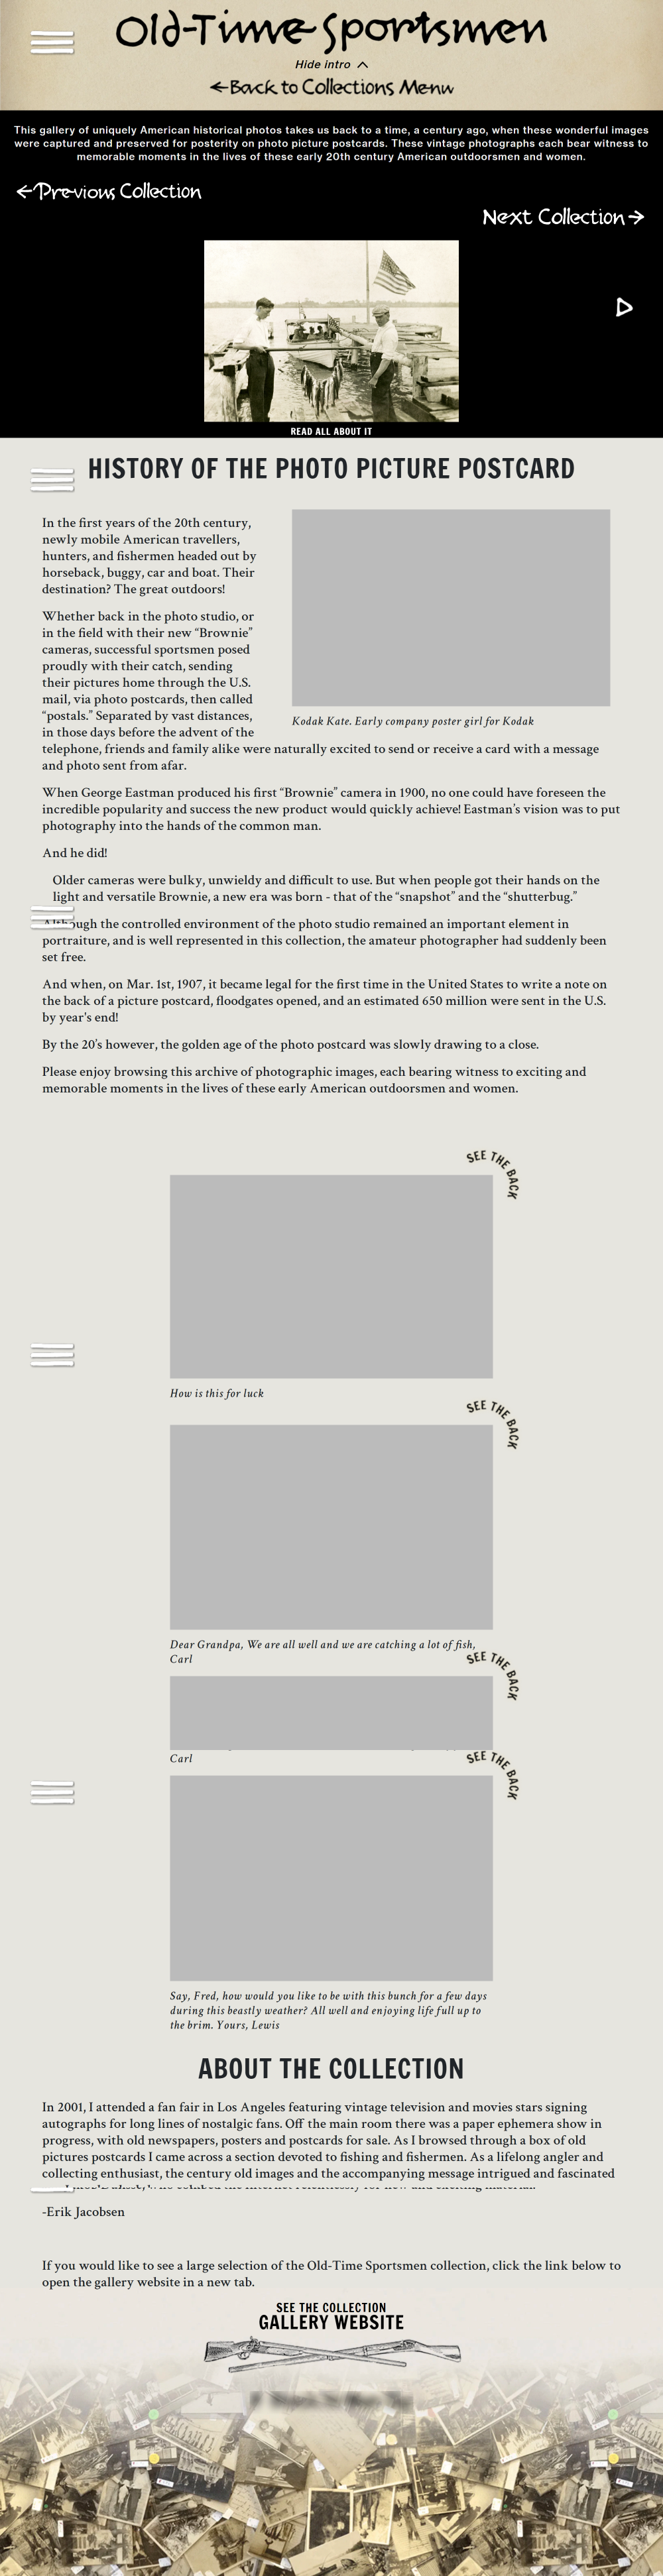 Old-Time Sportsmen
Hide intro
Back to Collections Menu
This gallery of uniquely American historical photos takes us back to a time, a century ago, when these wonderful images
were captured and preserved for posterity on photo picture postcards. These vintage photographs each bear witness to
memorable moments in the lives of these early 20th century American outdoorsmen and women.
Previous Collection
Next Collection
READ ALL ABOUT IT
HISTORY OF THE PHOTO PICTURE POSTCARD
In the first years of the 20th century,
newly mobile American travellers,
hunters, and fishermen headed out by
horseback, buggy, car and boat. Their
destination? The great outdoors!
Whether back in the photo studio, or
in the field with their new “Brownie”
cameras, successful sportsmen posed
proudly with their catch, sending
their pictures home through the U.S.
mail, via photo postcards, then called
“postals.” Separated by vast distances,
in those days before the advent of the
telephone, friends and family alike were naturally excited to send or receive a card with a message
and photo sent from afar.
Kodak Kate. Early company poster girl for Kodak
When George Eastman produced his first “Brownie” camera in 1900, no one could have foreseen the
incredible popularity and success the new product would quickly achieve! Eastman’s vision was to put
photography into the hands of the common man.
And he did!
Older cameras were bulky, unwieldy and difficult to use. But when people got their hands on the
light and versatile Brownie, a new era was born - that of the “snapshot” and the “shutterbug.”
Although the controlled environment of the photo studio remained an important element in
portraiture, and is well represented in this collection, the amateur photographer had suddenly been
set free.
And when, on Mar. 1st, 1907, it became legal for the first time in the United States to write a note on
the back of a picture postcard, floodgates opened, and an estimated 650 million were sent in the U.S.
by year’s end!
By the 20’s however, the golden age of the photo postcard was slowly drawing to a close.
Please enjoy browsing this archive of photographic images, each bearing witness to exciting and
memorable moments in the lives of these early American outdoorsmen and women.
SEE THE BACK
How is this for luck
SEE THE BACK
Dear Grandpa, We are all well and we are catching a lot of fish,
Carl
SEE THE BACK
Carl
SEE THE BACK
Say, Fred, how would you like to be with this bunch for a few days
during this beastly weather? All well and enjoying life full up to
the brim. Yours, Lewis
ABOUT THE COLLECTION
In 2001, I attended a fan fair in Los Angeles featuring vintage television and movies stars signing
autographs for long lines of nostalgic fans. Off the main room there was a paper ephemera show in
progress, with old newspapers, posters and postcards for sale. As I browsed through a box of old
pictures postcards I came across a section devoted to fishing and fishermen. As a lifelong angler and
collecting enthusiast, the century old images and the accompanying message intrigued and fascinated
-Erik Jacobsen
If you would like to see a large selection of the Old-Time Sportsmen collection, click the link below to
open the gallery website in a new tab.
SEE THE COLLECTION
GALLERY WEBSITE